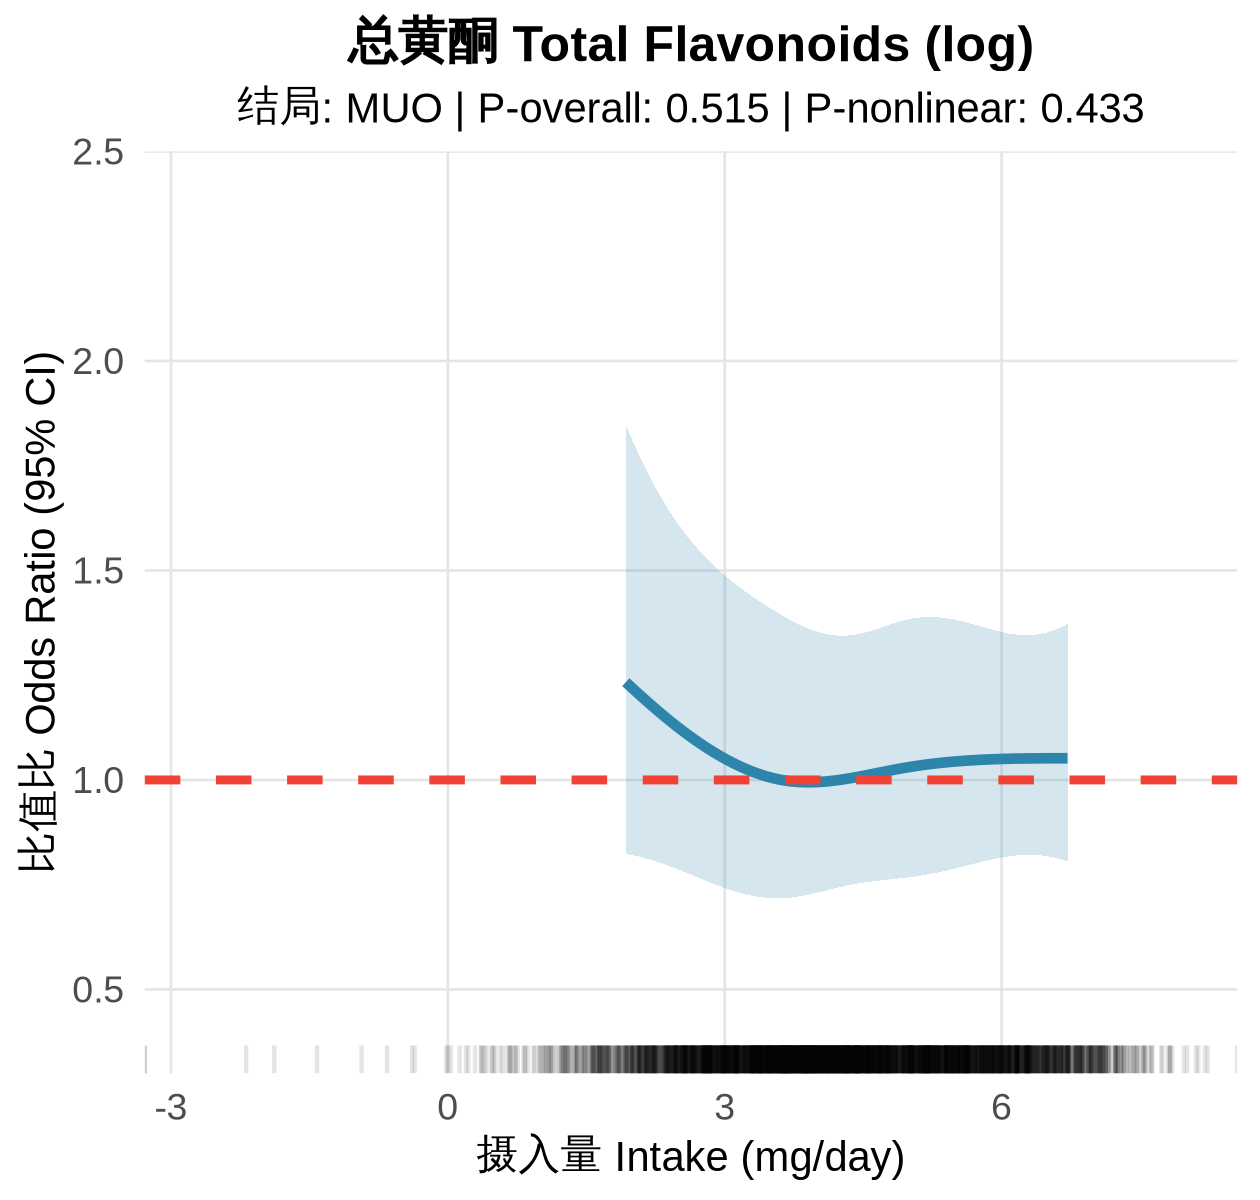 总黄酮 Total Flavonoids (log)
结局: MUO | P-overall: 0.515 | P-nonlinear: 0.433
比值比 Odds Ratio (95% CI)
2.5
2.0
1.5
1.0
0.5
-3 0 3 6
摄入量 Intake (mg/day)